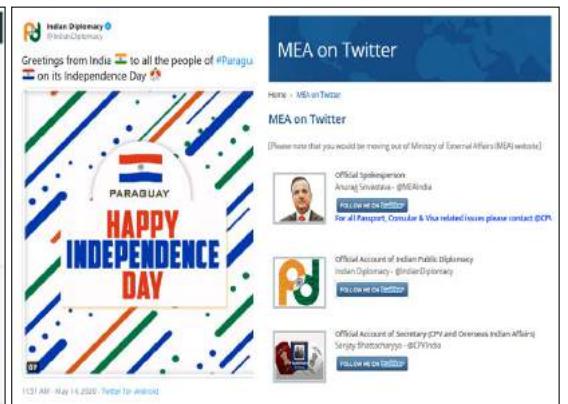 Indian Diplomacy
@IndianDiplomacy
Greetings from India to all the people of #Paragu
on its Independence Day
PARAGUAY
HAPPY
INDEPENDENCE
DAY
11:51 AM · May 14, 2020 · Twitter for Android
MEA on Twitter
Home › MEA on Twitter
MEA on Twitter
[Please note that you would be moving out of Ministry of External Affairs (MEA) website]
Official Spokesperson
Anurag Srivastava - @MEAIndia
FOLLOW ME ON twitter
For all Passport, Consular & Visa related issues please contact @CPV
Official Account of Indian Public Diplomacy
Indian Diplomacy - @IndianDiplomacy
FOLLOW ME ON twitter
Official Account of Secretary (CPV and Overseas Indian Affairs)
Sanjay Bhattacharyya - @CPVIndia
FOLLOW ME ON twitter